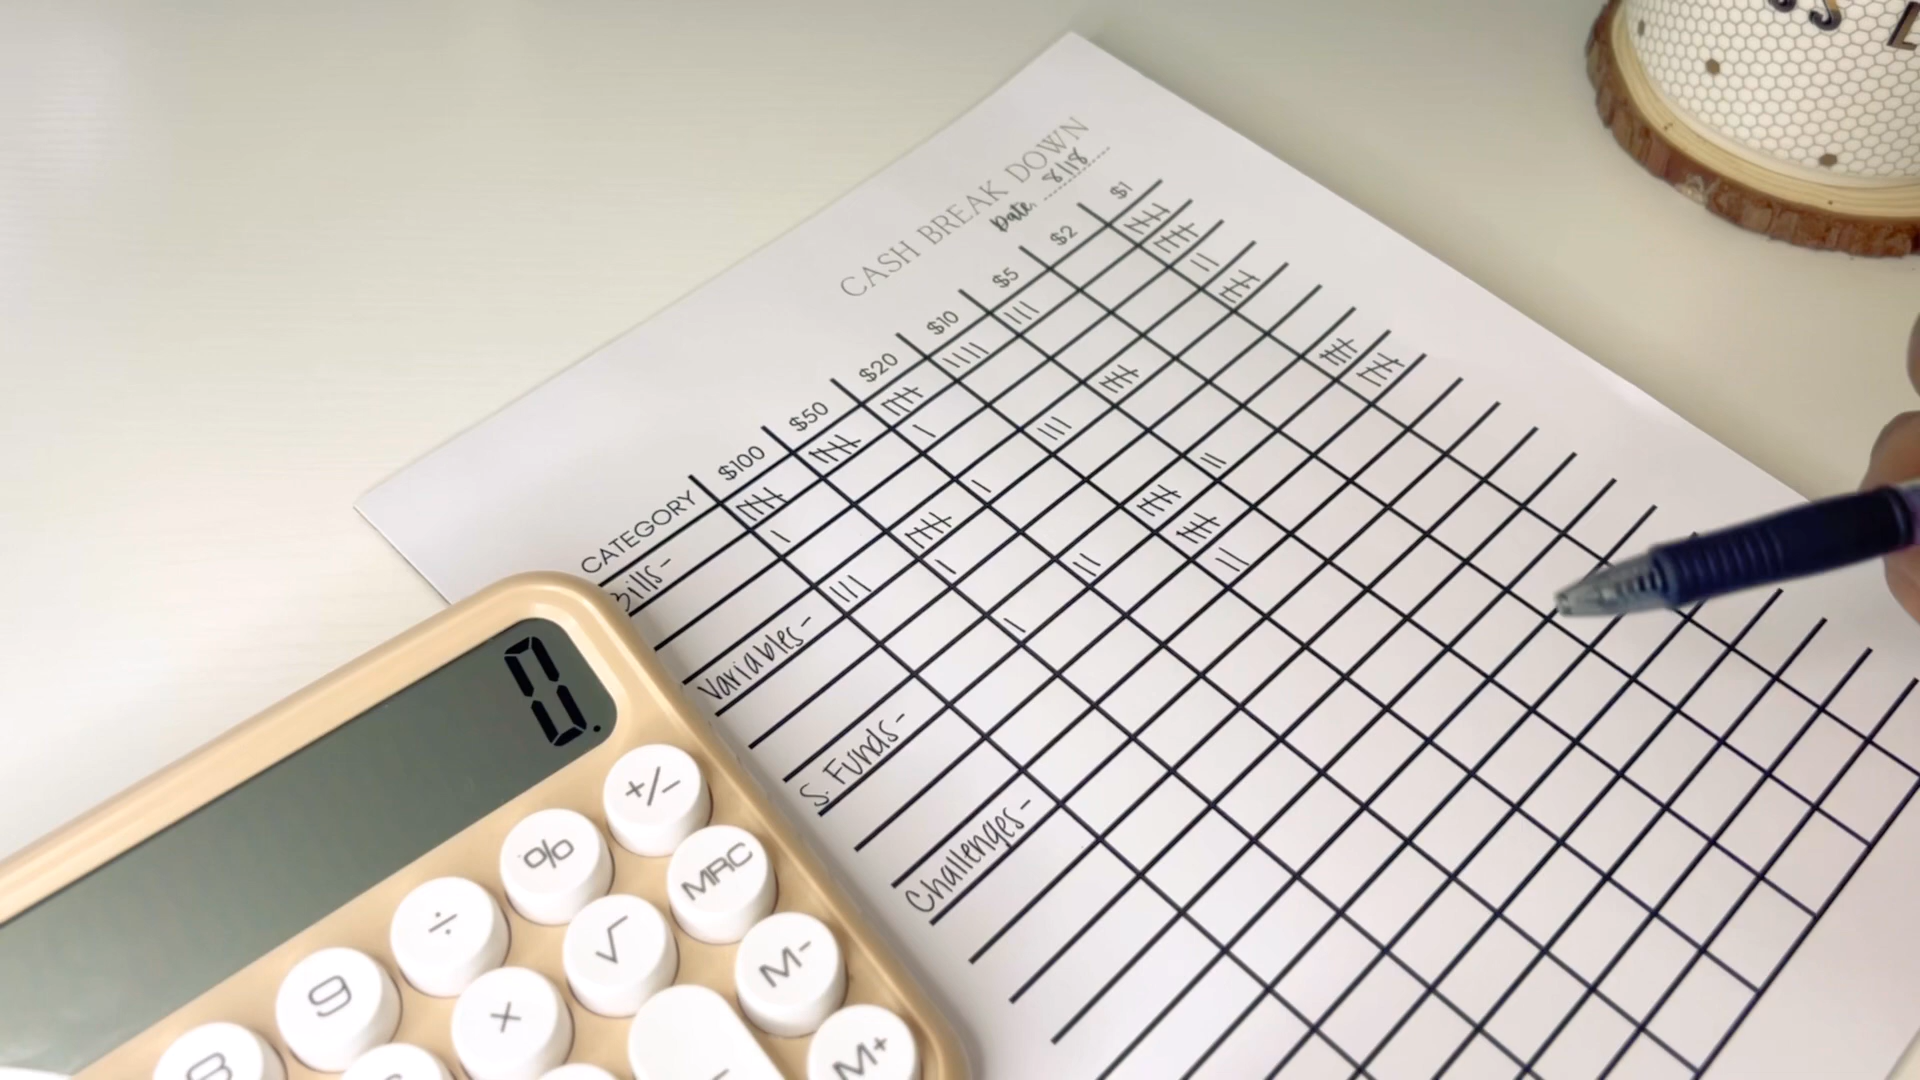 CASH BREAK DOWN
Date 8/18
CATEGORY $100 $50 $20 $10 $5 $2 $1
Bills-
Variables-
S. Funds-
Challenges-
0.
+/-
% MRC
÷ √ M-
9 × M+
8